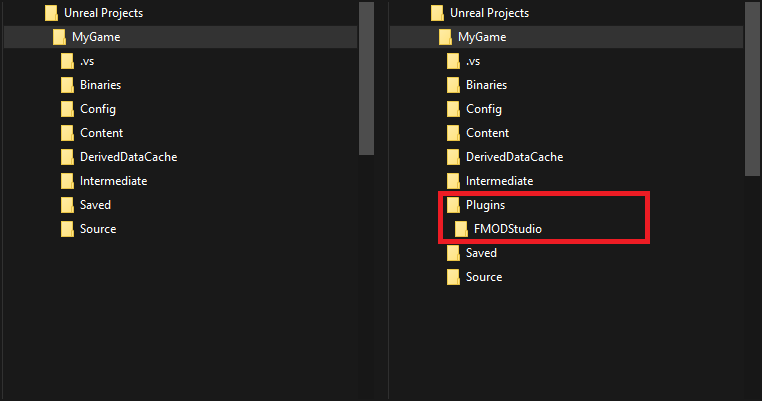 Unreal Projects
MyGame
.vs
Binaries
Config
Content
DerivedDataCache
Intermediate
Saved
Source
Unreal Projects
MyGame
.vs
Binaries
Config
Content
DerivedDataCache
Intermediate
Plugins
FMODStudio
Saved
Source